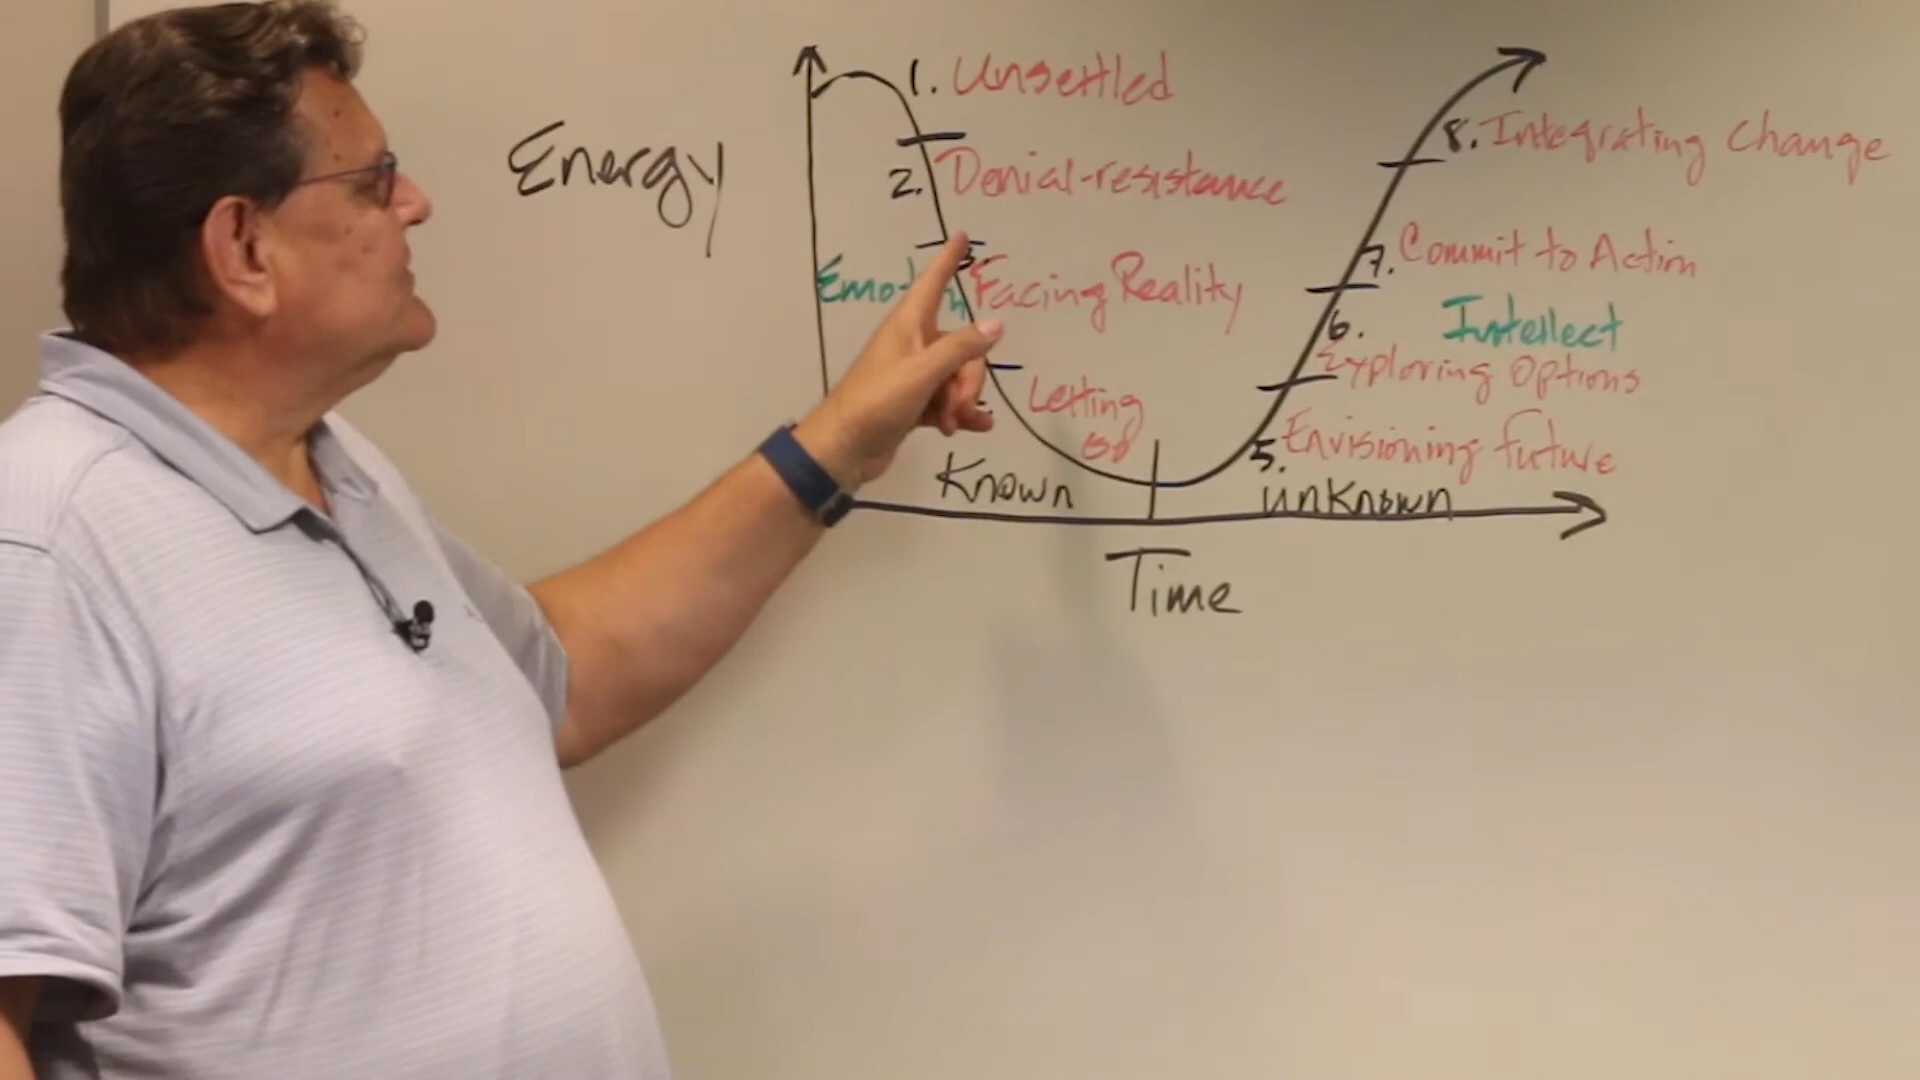 1. Unsettled
Energy
2. Denial-resistance
3.
Facing Reality
Letting
Go
Known
8. Integrating Change
7. Commit to Action
Intellect
6.
Exploring Options
5. Envisioning future
unknown
Time